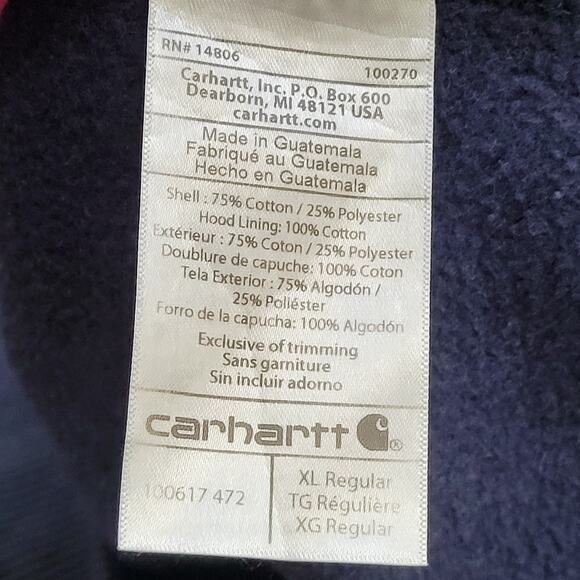 RN# 14806
100270
Carhartt, Inc. P.O. Box 600
Dearborn, MI 48121 USA
carhartt.com
Made in Guatemala
Fabriqué au Guatemala
Hecho en Guatemala
Shell : 75% Cotton / 25% Polyester
Hood Lining: 100% Cotton
Extérieur : 75% Coton / 25% Polyester
Doublure de capuche: 100% Coton
Tela Exterior : 75% Algodón /
25% Poliéster
Forro de la capucha: 100% Algodón
Exclusive of trimming
Sans garniture
Sin incluir adorno
carhartt
100617 472
XL Regular
TG Régulière
XG Regular